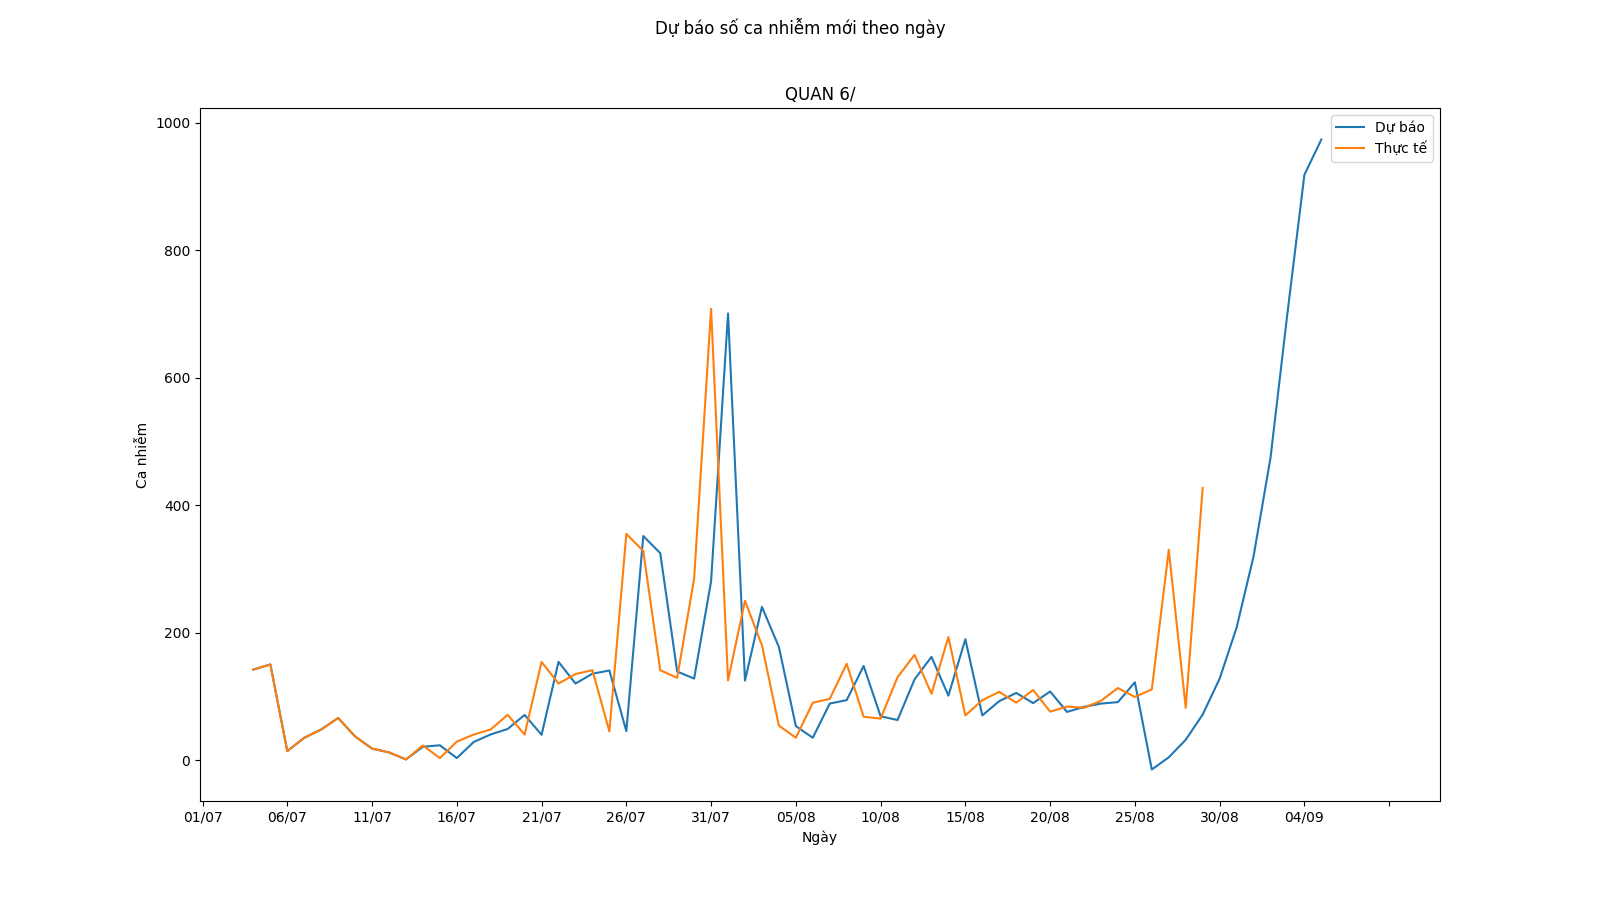 Dự báo số ca nhiễm mới theo ngày
QUAN 6/
1000
800
600
400
200
0
Ca nhiễm
Dự báo
Thực tế
01/07 06/07 11/07 16/07 21/07 26/07 31/07 05/08 10/08 15/08 20/08 25/08 30/08 04/09
Ngày